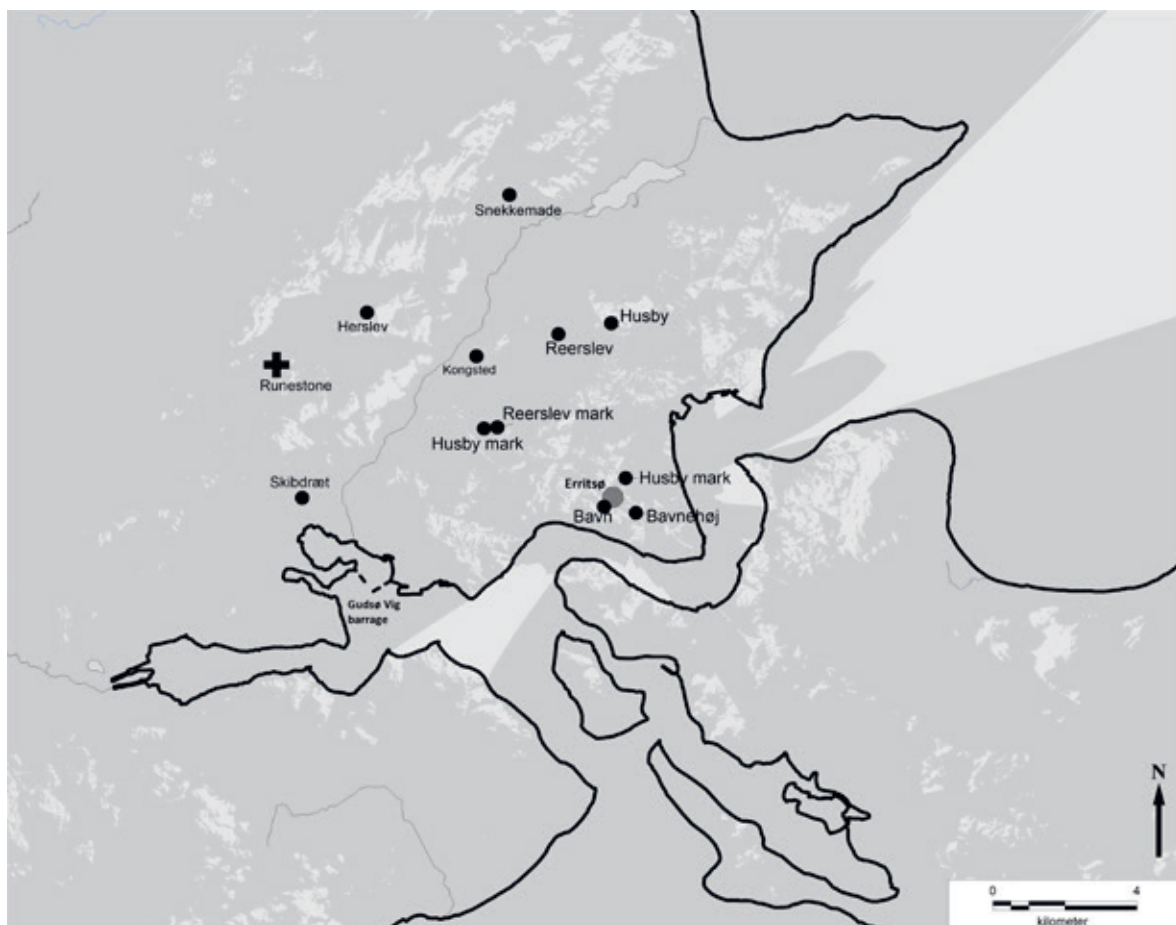 Snekkemade
Husby
Herslev
Reerslev
Kongsted
Runestone
Reerslev mark
Husby mark
Skibdræt
Erritsø
Husby mark
Bavn
Bavnehøj
Gudsø Vig
barrage
N
0 4
kilometer